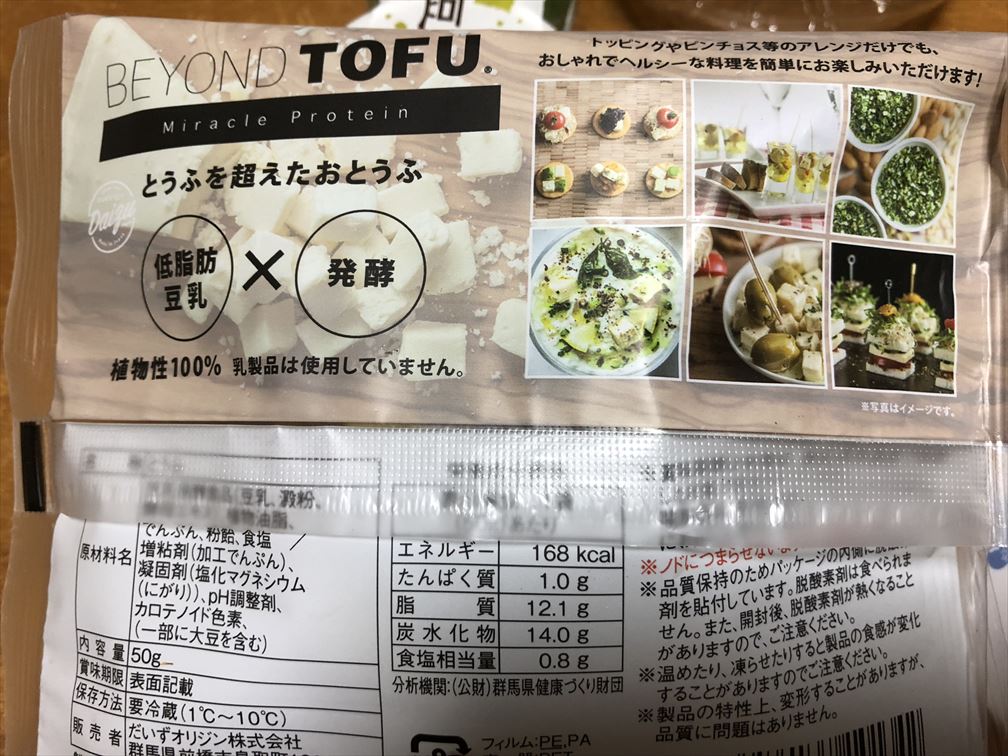 河
BEYOND TOFU®
Miracle Protein
とうふを超えたおとうふ
Daizu
低脂肪
豆乳
×
発酵
植物性100% 乳製品は使用していません。
トッピングやピンチョス等のアレンジだけでも、
おしゃれでヘルシーな料理を簡単にお楽しみいただけます!
※写真はイメージです。
豆乳、澱粉、
植物油脂、
原材料名
でんぷん、粉飴、食塩 /
増粘剤(加工でんぷん)、
凝固剤(塩化マグネシウム
(にがり))、pH調整剤、
カロテノイド色素、
(一部に大豆を含む)
内容量 50g
賞味期限 表面記載
保存方法 要冷蔵(1℃~10℃)
販売者 だいずオリジン株式会社
群馬県前橋市
エネルギー 168 kcal
たんぱく質 1.0 g
脂質 12.1 g
炭水化物 14.0 g
食塩相当量 0.8 g
分析機関:(公財)群馬県健康づくり財団
フィルム:PE,PA
※ノドにつまらせない
※品質保持のためパッケージの内側に脱酸素
剤を貼付しています。脱酸素剤は食べられま
せん。また、開封後、脱酸素剤が熱くなること
がありますので、ご注意ください。
※温めたり、凍らせたりすると製品の食感が変化
することがありますのでご注意ください。
※製品の特性上、変形することがありますが、
品質に問題はありません。